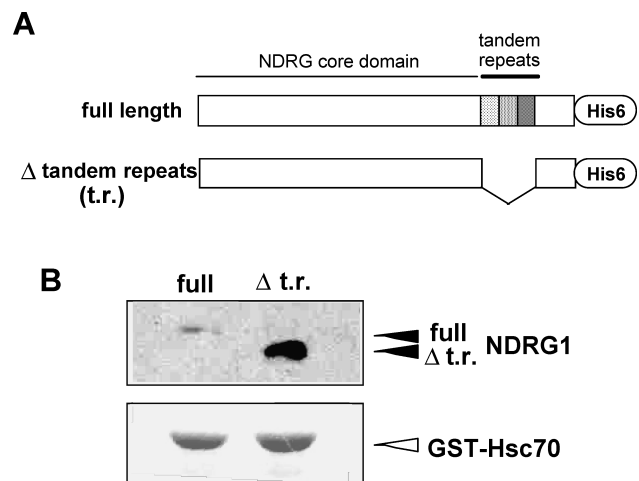 A
tandem
repeats
NDRG core domain
full length
His6
Δ tandem repeats
(t.r.)
His6
B
full
Δ t.r.
full
Δ t.r.
NDRG1
GST-Hsc70